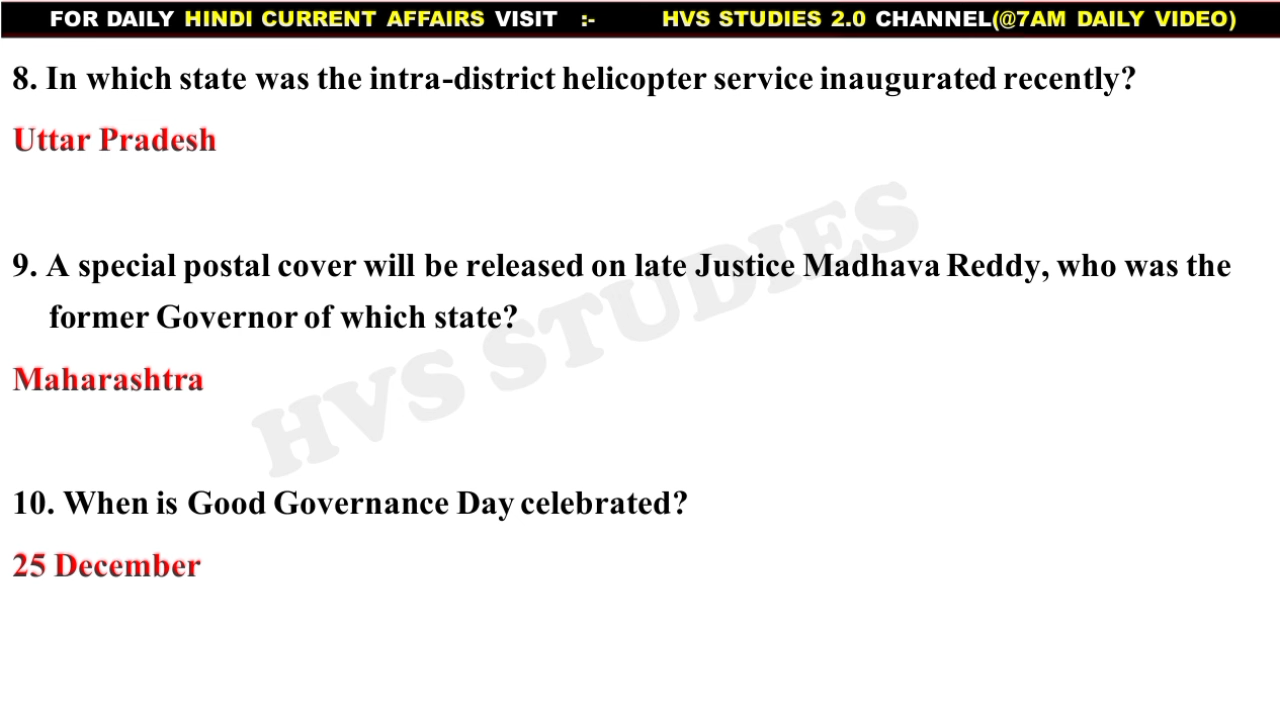 FOR DAILY HINDI CURRENT AFFAIRS VISIT :- HVS STUDIES 2.0 CHANNEL(@7AM DAILY VIDEO)
8. In which state was the intra-district helicopter service inaugurated recently?
Uttar Pradesh
9. A special postal cover will be released on late Justice Madhava Reddy, who was the
former Governor of which state?
Maharashtra
10. When is Good Governance Day celebrated?
25 December
HVS STUDIES